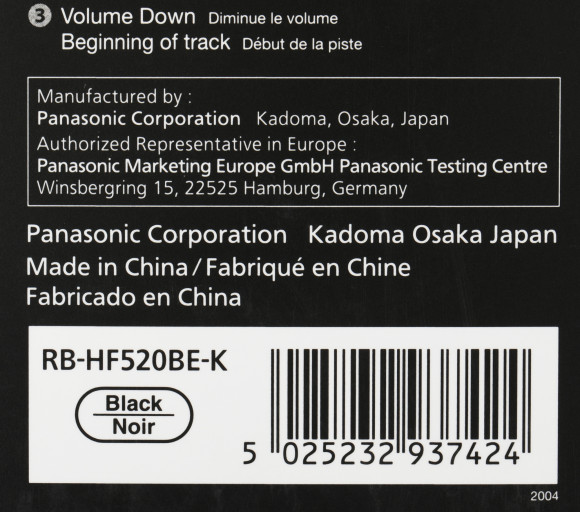 3 Volume Down Diminue le volume
Beginning of track Début de la piste
Manufactured by :
Panasonic Corporation Kadoma, Osaka, Japan
Authorized Representative in Europe :
Panasonic Marketing Europe GmbH Panasonic Testing Centre
Winsbergring 15, 22525 Hamburg, Germany
Panasonic Corporation Kadoma Osaka Japan
Made in China / Fabriqué en Chine
Fabricado en China
RB-HF520BE-K
Black
Noir
5 025232 937424
2004